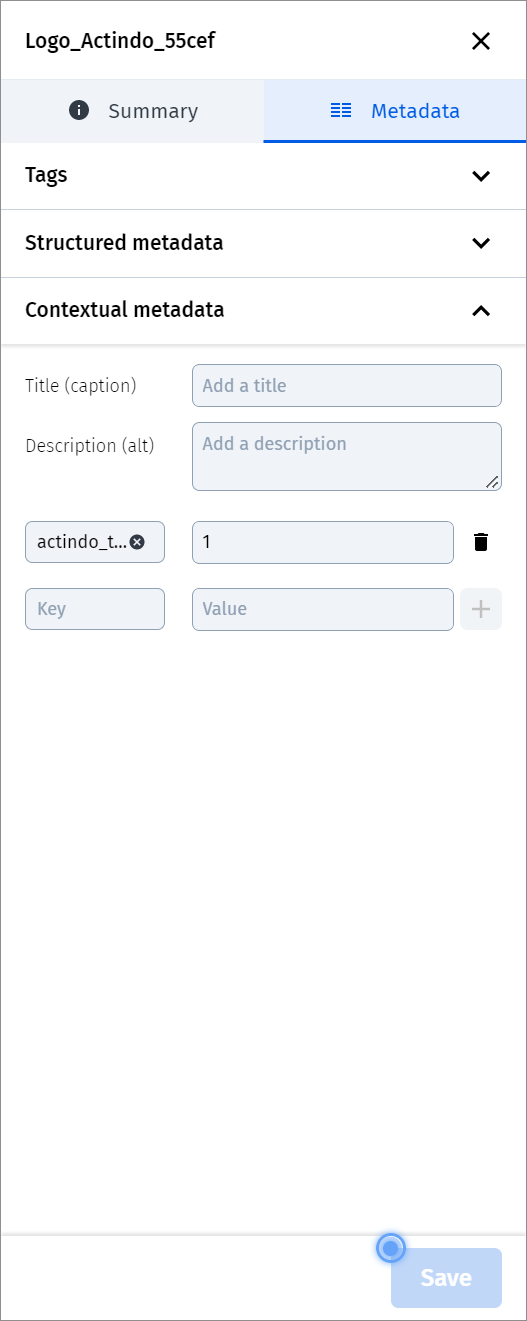 Logo_Actindo_55cef
Summary Metadata
Tags
Structured metadata
Contextual metadata
Title (caption) Add a title
Description (alt) Add a description
actindo_t... 1
Key Value
Save